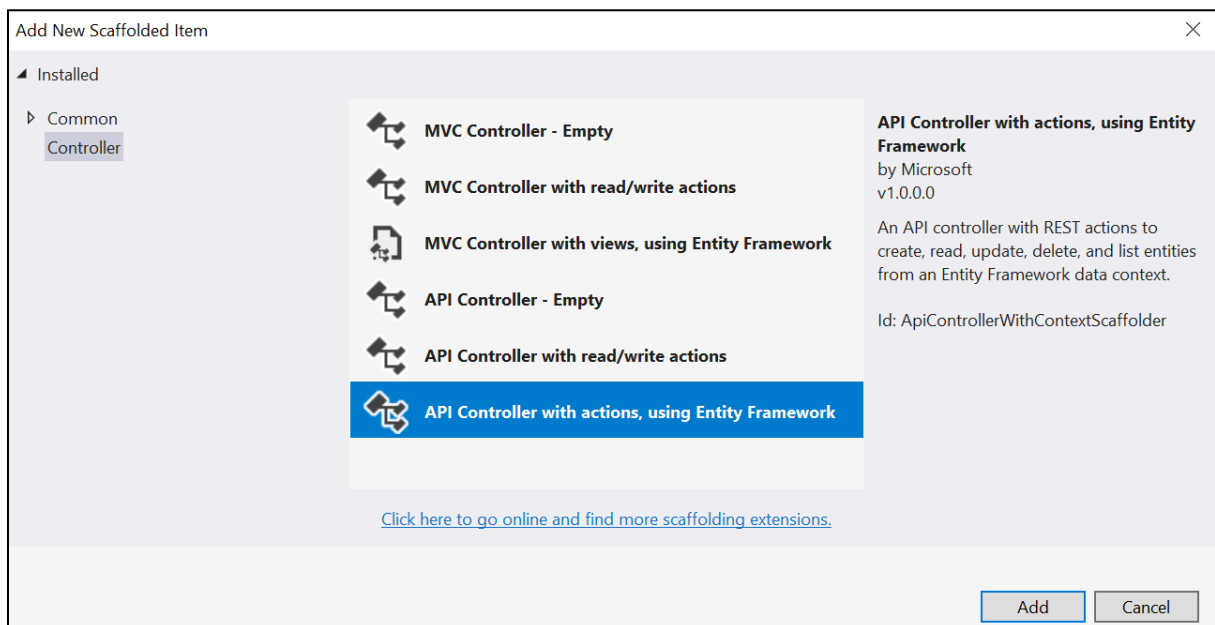 Add New Scaffolded Item
Installed
Common
Controller
MVC Controller - Empty
MVC Controller with read/write actions
MVC Controller with views, using Entity Framework
API Controller - Empty
API Controller with read/write actions
API Controller with actions, using Entity Framework
Click here to go online and find more scaffolding extensions.
API Controller with actions, using Entity
Framework
by Microsoft
v1.0.0.0
An API controller with REST actions to
create, read, update, delete, and list entities
from an Entity Framework data context.
Id: ApiControllerWithContextScaffolder
Add
Cancel